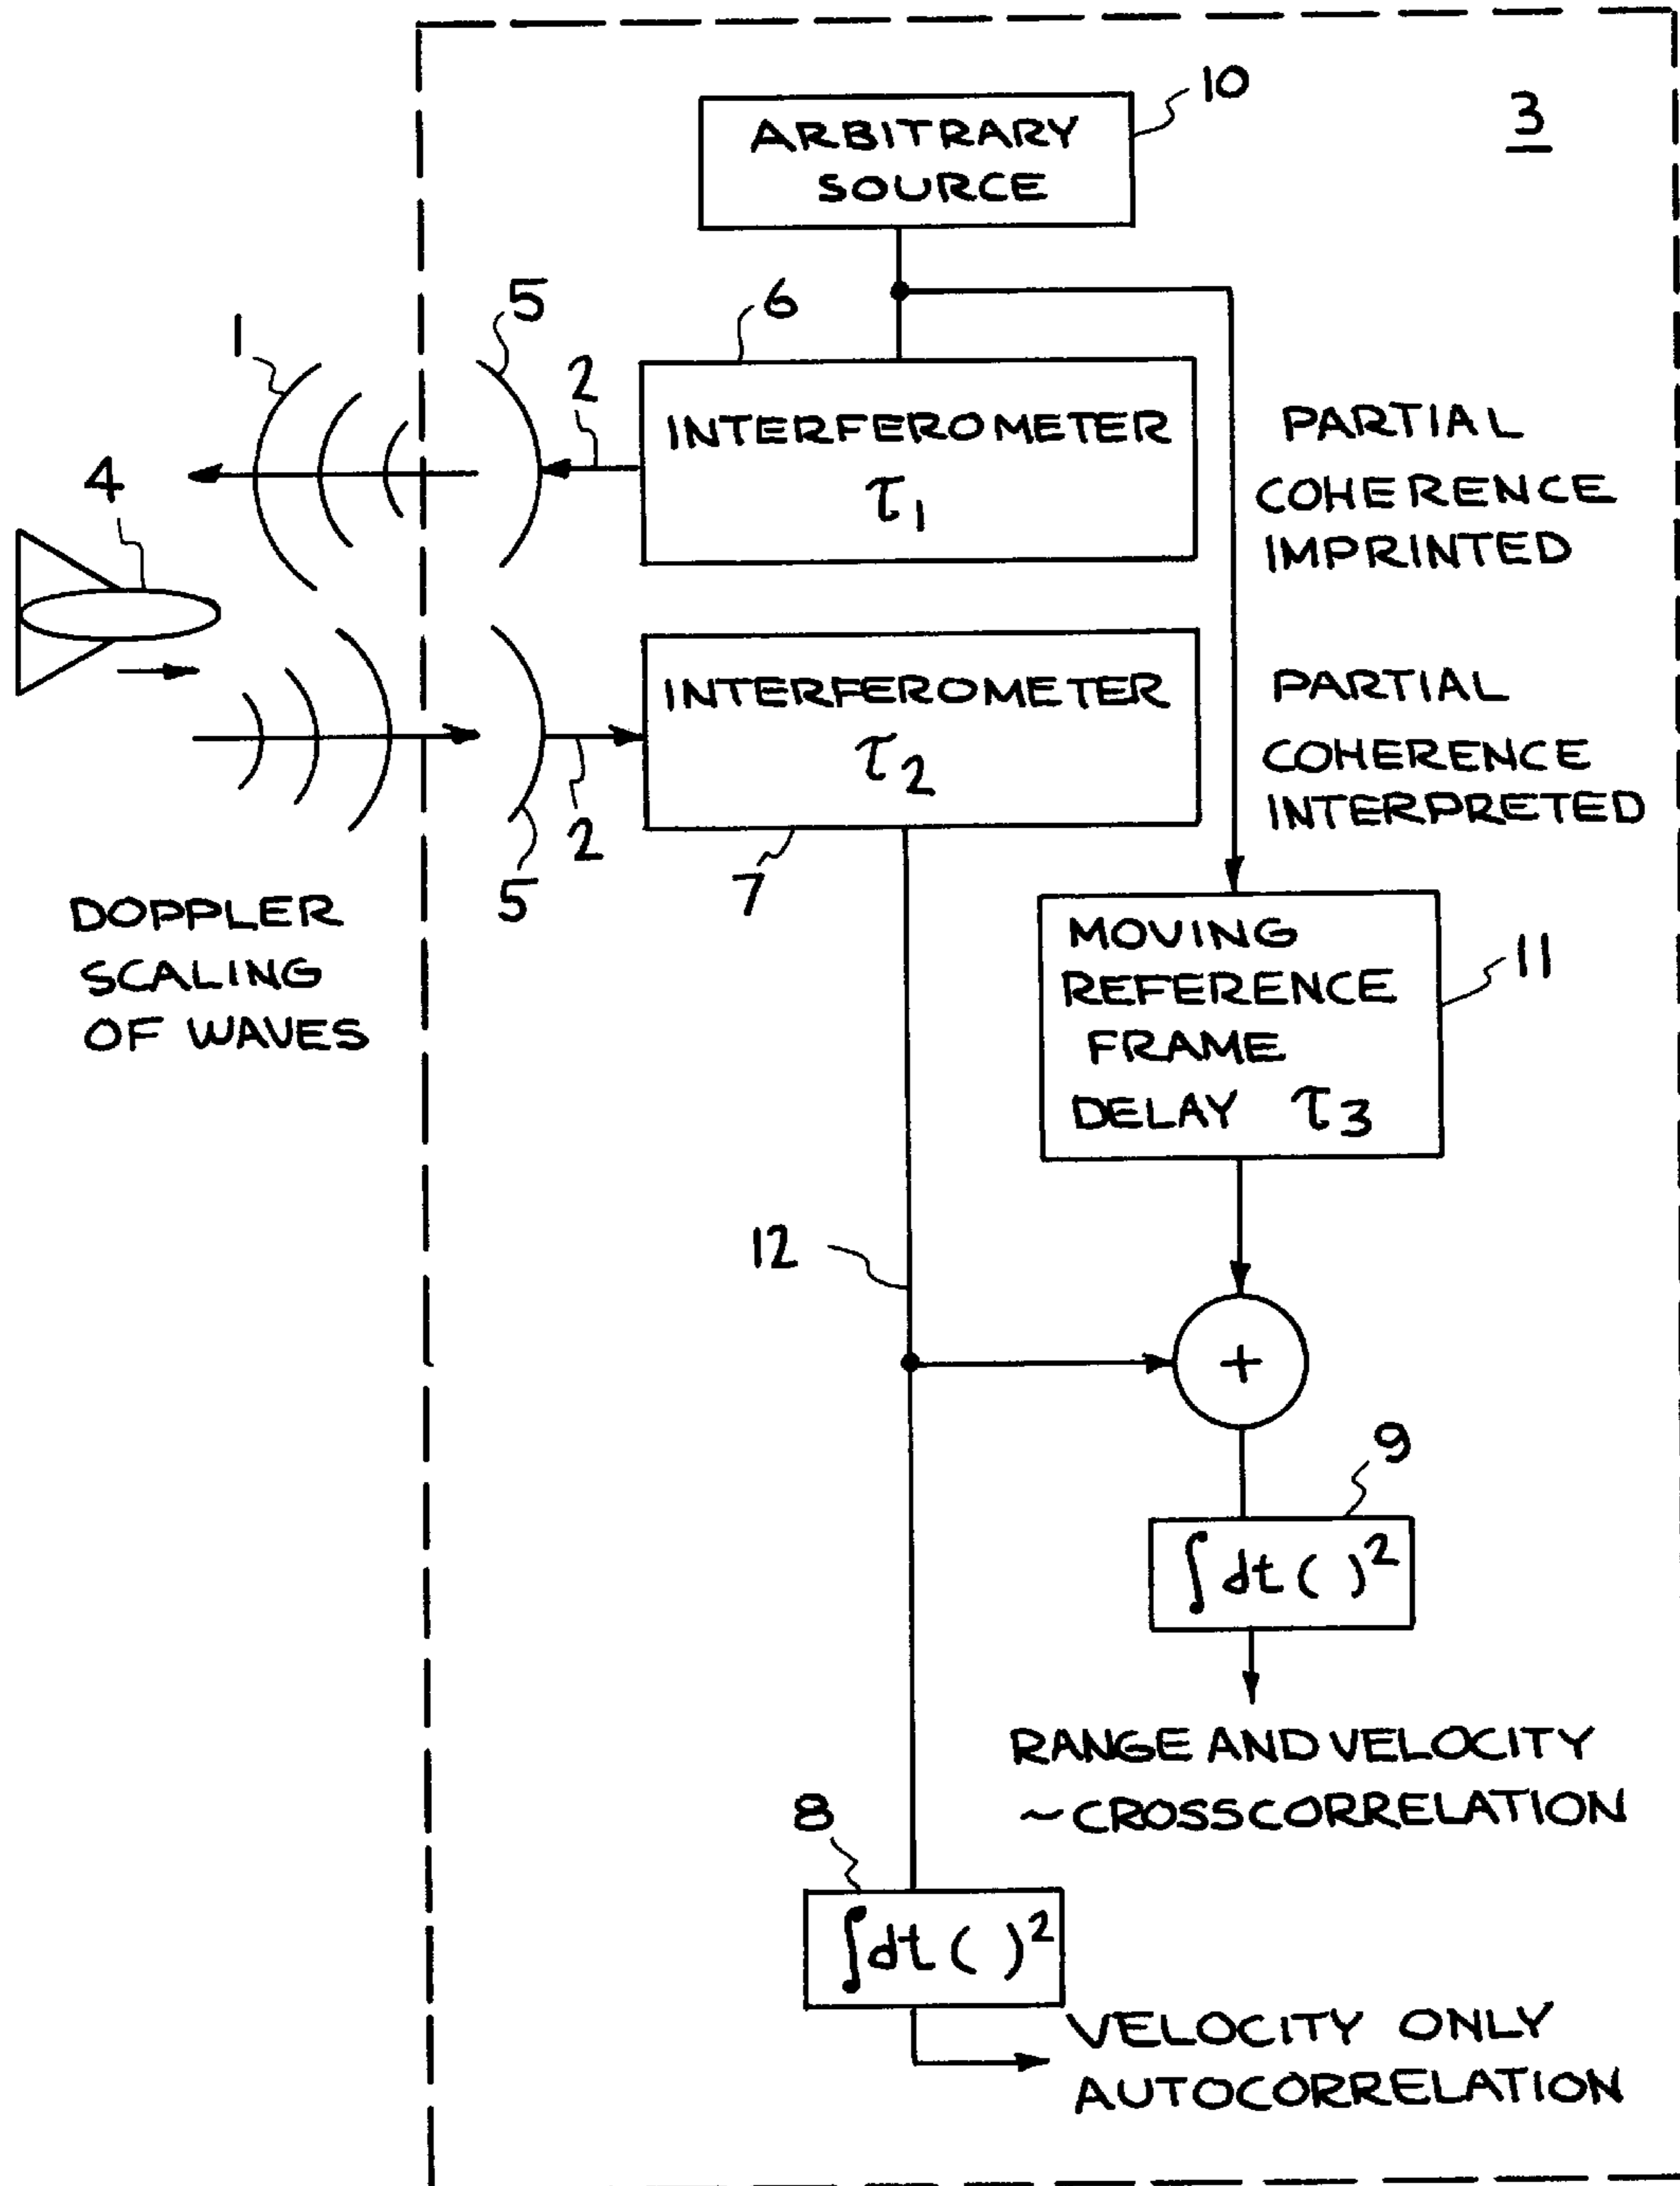 10
3
ARBITRARY
SOURCE
1
5
6
2
INTERFEROMETER
τ1
PARTIAL
COHERENCE
IMPRINTED
4
INTERFEROMETER
τ2
PARTIAL
COHERENCE
INTERPRETED
5
2
7
DOPPLER
SCALING
OF WAVES
MOVING
REFERENCE
FRAME
DELAY τ3
11
12
+
9
∫dt( )²
RANGE AND VELOCITY
~CROSSCORRELATION
8
∫dt( )²
VELOCITY ONLY
AUTOCORRELATION